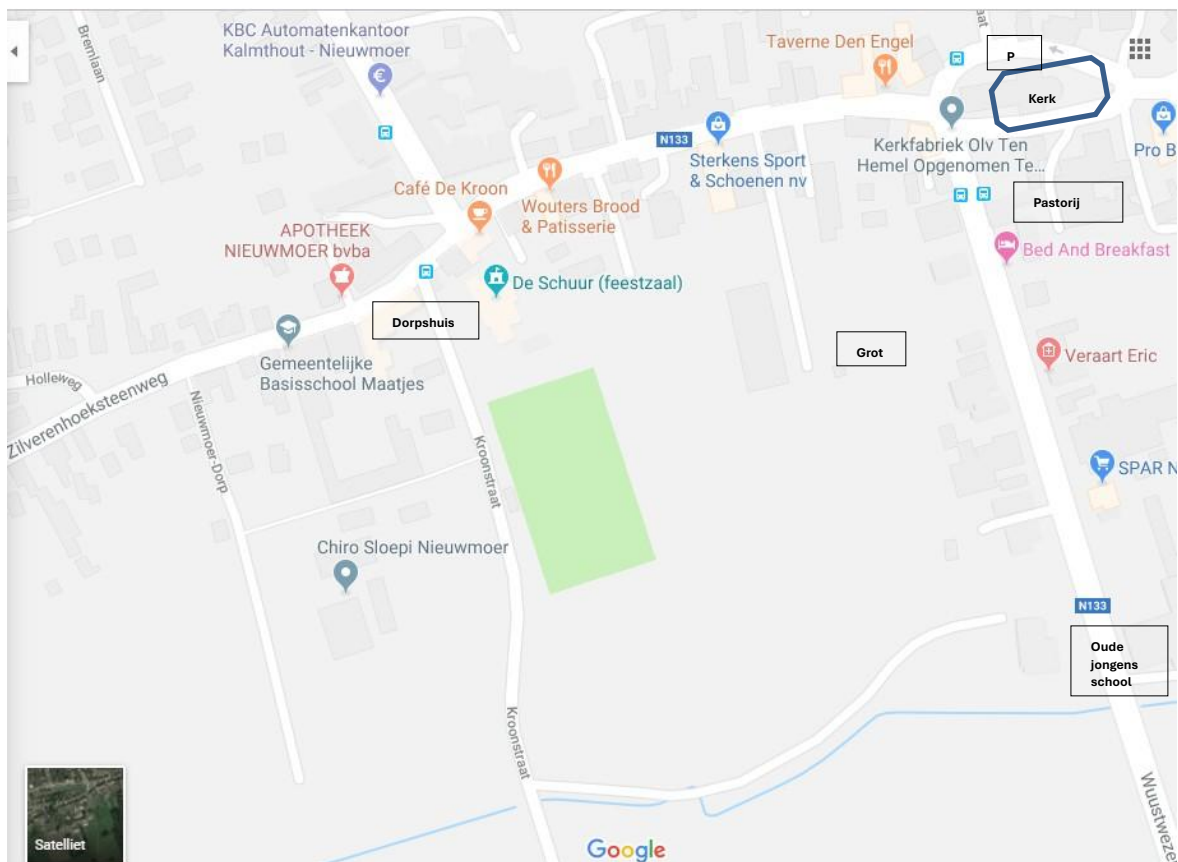 KBC Automatenkantoor
Kalmthout - Nieuwmoer
Bremlaan
Taverne Den Engel
P
Kerk
N133
Sterkens Sport
& Schoenen nv
Kerkfabriek Olv Ten
Hemel Opgenomen Te...
Pro B
Café De Kroon
Wouters Brood
& Patisserie
Pastorij
APOTHEEK
NIEUWMOER bvba
Bed And Breakfast
De Schuur (feestzaal)
Dorpshuis
Grot
Gemeentelijke
Basisschool Maatjes
Veraart Eric
Holleweg
Zilverenhoeksteenweg
Nieuwmoer-Dorp
Kroonstraat
SPAR N
Chiro Sloepi Nieuwmoer
N133
Oude
jongens
school
Kroonstraat
Wuustweze
Satelliet
Google